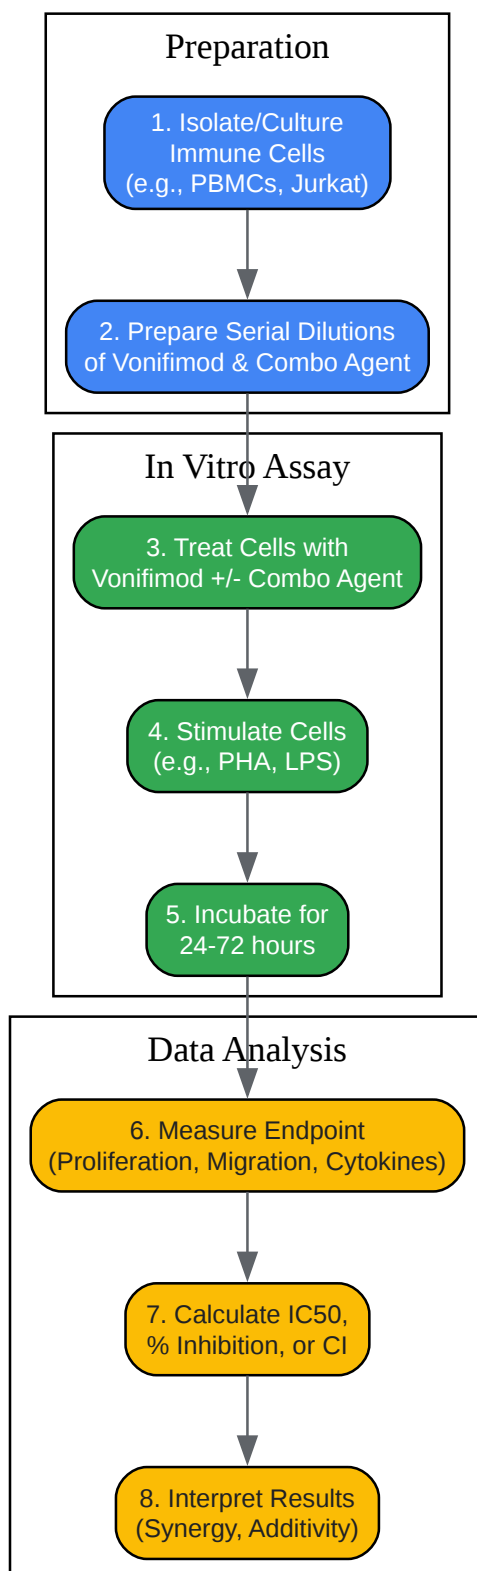 Preparation
1. Isolate/Culture
Immune Cells
(e.g., PBMCs, Jurkat)
2. Prepare Serial Dilutions
of Vonifimod & Combo Agent
In Vitro Assay
3. Treat Cells with
Vonifimod +/- Combo Agent
4. Stimulate Cells
(e.g., PHA, LPS)
5. Incubate for
24-72 hours
Data Analysis
6. Measure Endpoint
(Proliferation, Migration, Cytokines)
7. Calculate IC50,
% Inhibition, or CI
8. Interpret Results
(Synergy, Additivity)